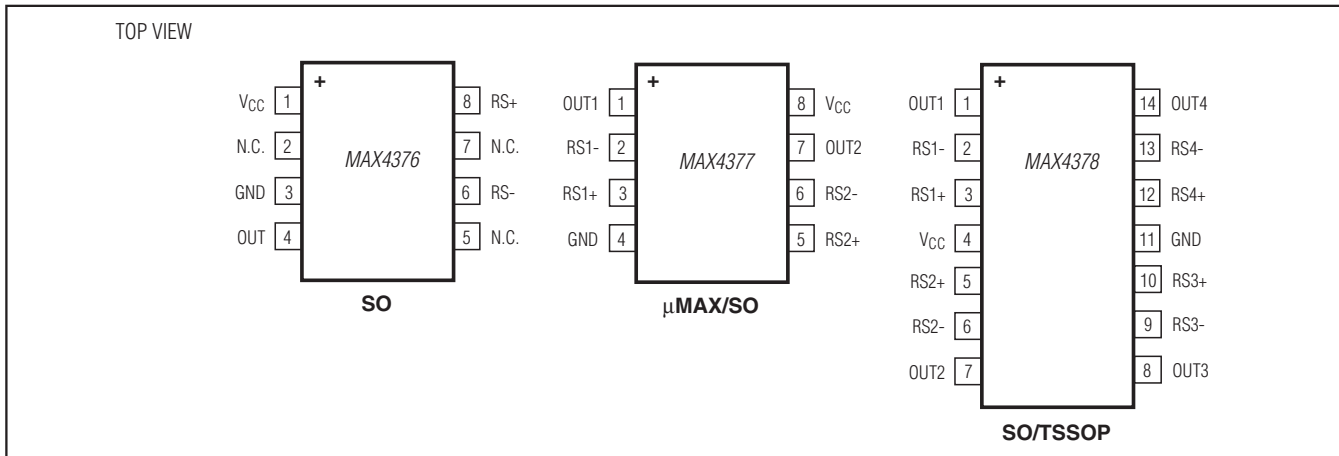 TOP VIEW
+
VCC 1
N.C. 2
GND 3
OUT 4
MAX4376
8 RS+
7 N.C.
6 RS-
5 N.C.
SO
+
OUT1 1
RS1- 2
RS1+ 3
GND 4
MAX4377
8 VCC
7 OUT2
6 RS2-
5 RS2+
μMAX/SO
+
OUT1 1
RS1- 2
RS1+ 3
VCC 4
RS2+ 5
RS2- 6
OUT2 7
MAX4378
14 OUT4
13 RS4-
12 RS4+
11 GND
10 RS3+
9 RS3-
8 OUT3
SO/TSSOP